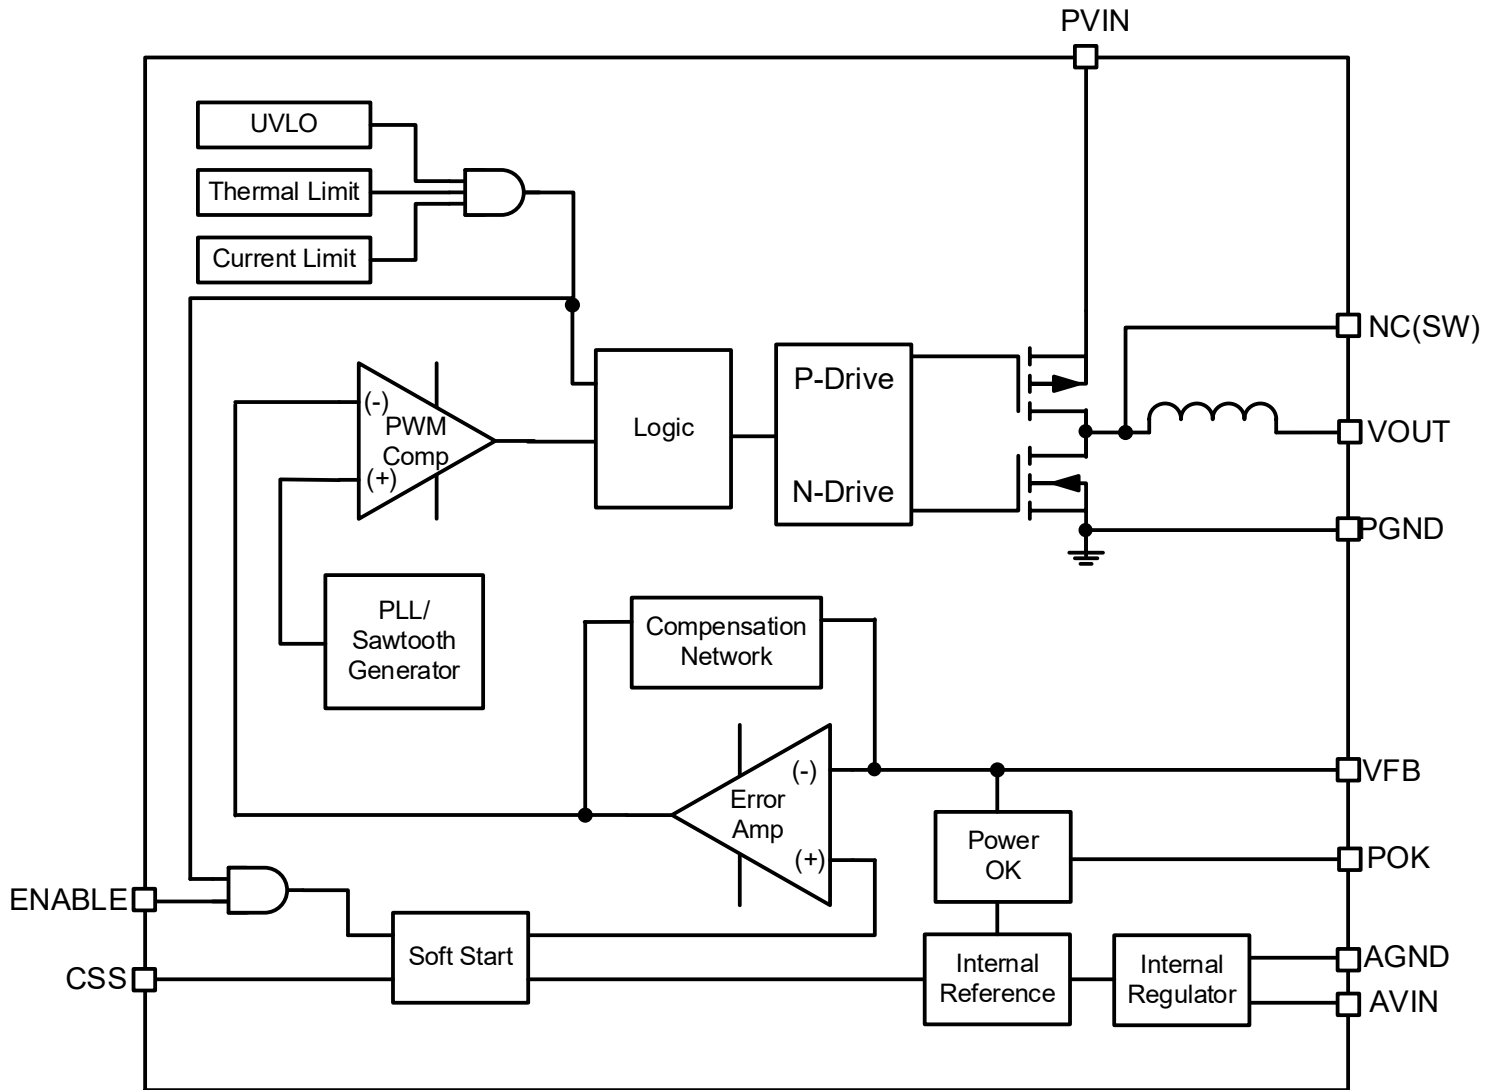 PVIN
UVLO
Thermal Limit
Current Limit
NC(SW)
(-)
PWM
Comp
(+)
Logic
P-Drive
N-Drive
VOUT
PGND
PLL/
Sawtooth
Generator
Compensation
Network
(-)
Error
Amp
(+)
VFB
Power
OK
POK
ENABLE
Soft Start
CSS
Internal
Reference
Internal
Regulator
AGND
AVIN